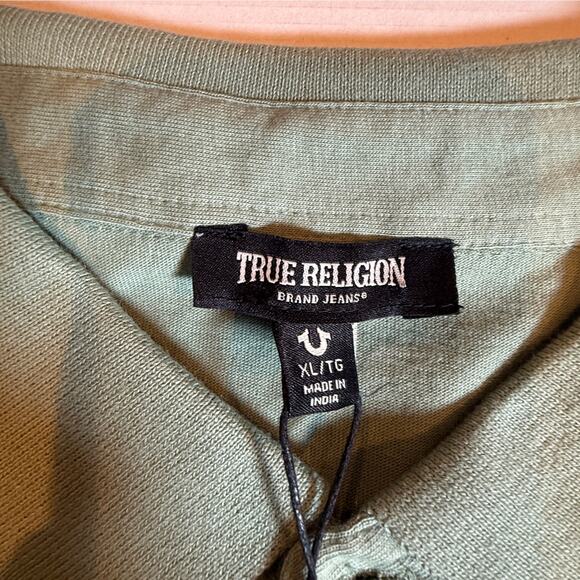 TRUE RELIGION
BRAND JEANS®
XL/TG
MADE IN
INDIA